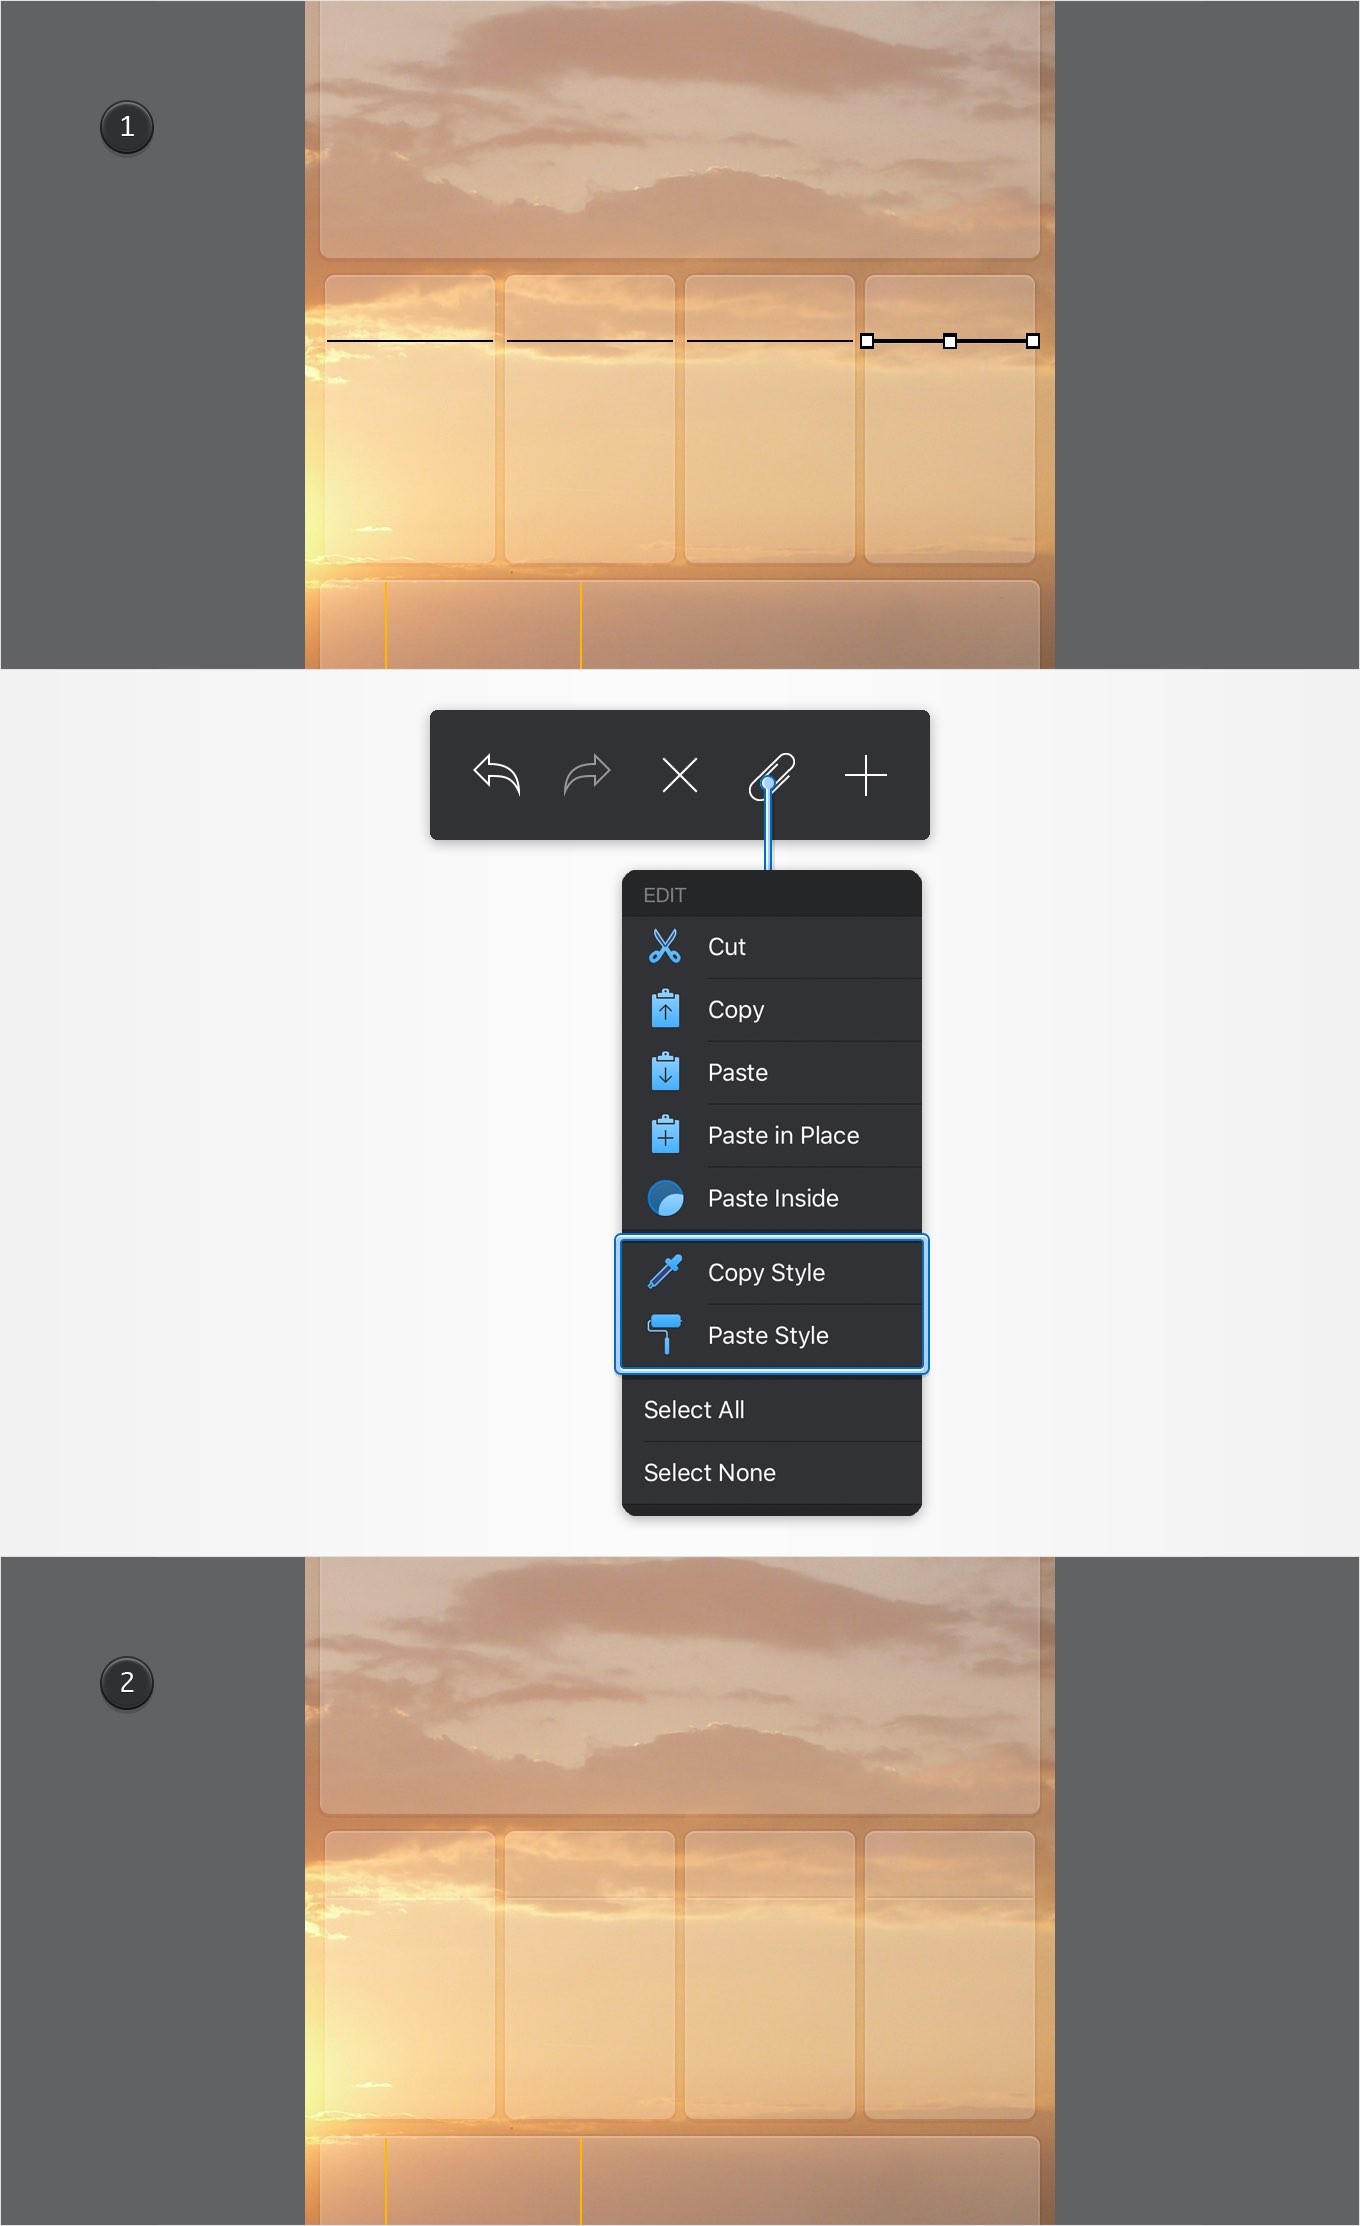 1
EDIT
Cut
Copy
Paste
Paste in Place
Paste Inside
Copy Style
Paste Style
Select All
Select None
2